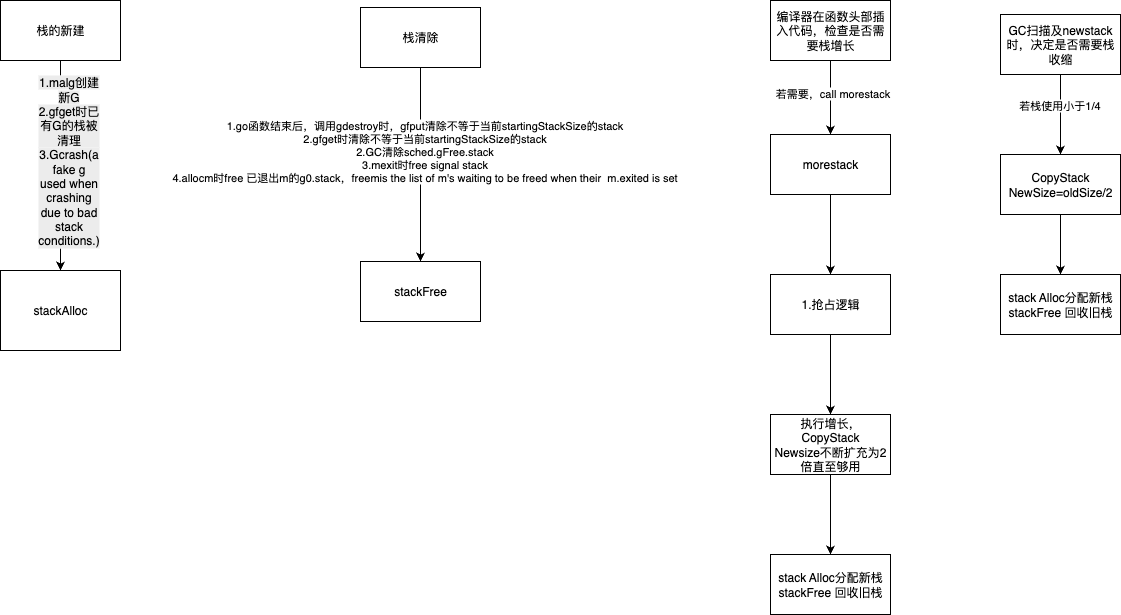 栈的新建
1.malg创建
新G
2.gfget时已
有G的栈被
清理
3.Gcrash(a
fake g
used when
crashing
due to bad
stack
conditions.)
stackAlloc
栈清除
1.go函数结束后，调用gdestroy时，gfput清除不等于当前startingStackSize的stack
2.gfget时清除不等于当前startingStackSize的stack
2.GC清除sched.gFree.stack
3.mexit时free signal stack
4.allocm时free 已退出m的g0.stack，freemis the list of m's waiting to be freed when their m.exited is set
stackFree
编译器在函数头部插
入代码，检查是否需
要栈增长
若需要，call morestack
morestack
1.抢占逻辑
执行增长，
CopyStack
Newsize不断扩充为2
倍直至够用
stack Alloc分配新栈
stackFree 回收旧栈
GC扫描及newstack
时，决定是否需要栈
收缩
若栈使用小于1/4
CopyStack
NewSize=oldSize/2
stack Alloc分配新栈
stackFree 回收旧栈